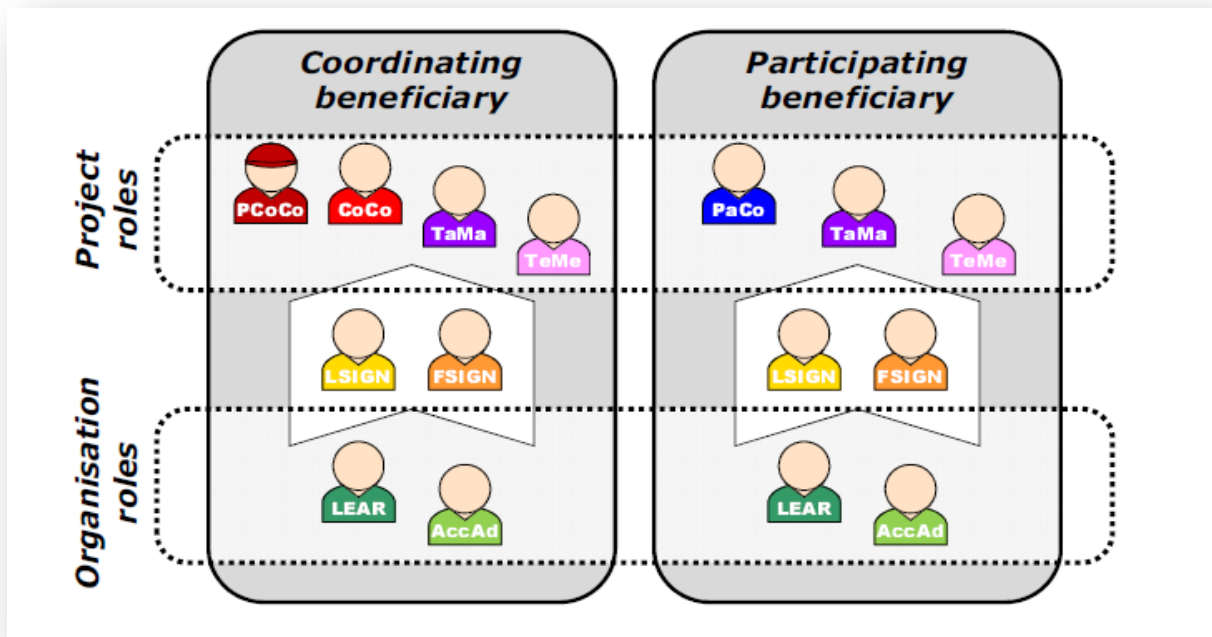 Coordinating
beneficiary
Participating
beneficiary
Project
roles
PCoCo
CoCo
TaMa
TeMe
PaCo
TaMa
TeMe
LSIGN
FSIGN
LSIGN
FSIGN
Organisation
roles
LEAR
AccAd
LEAR
AccAd